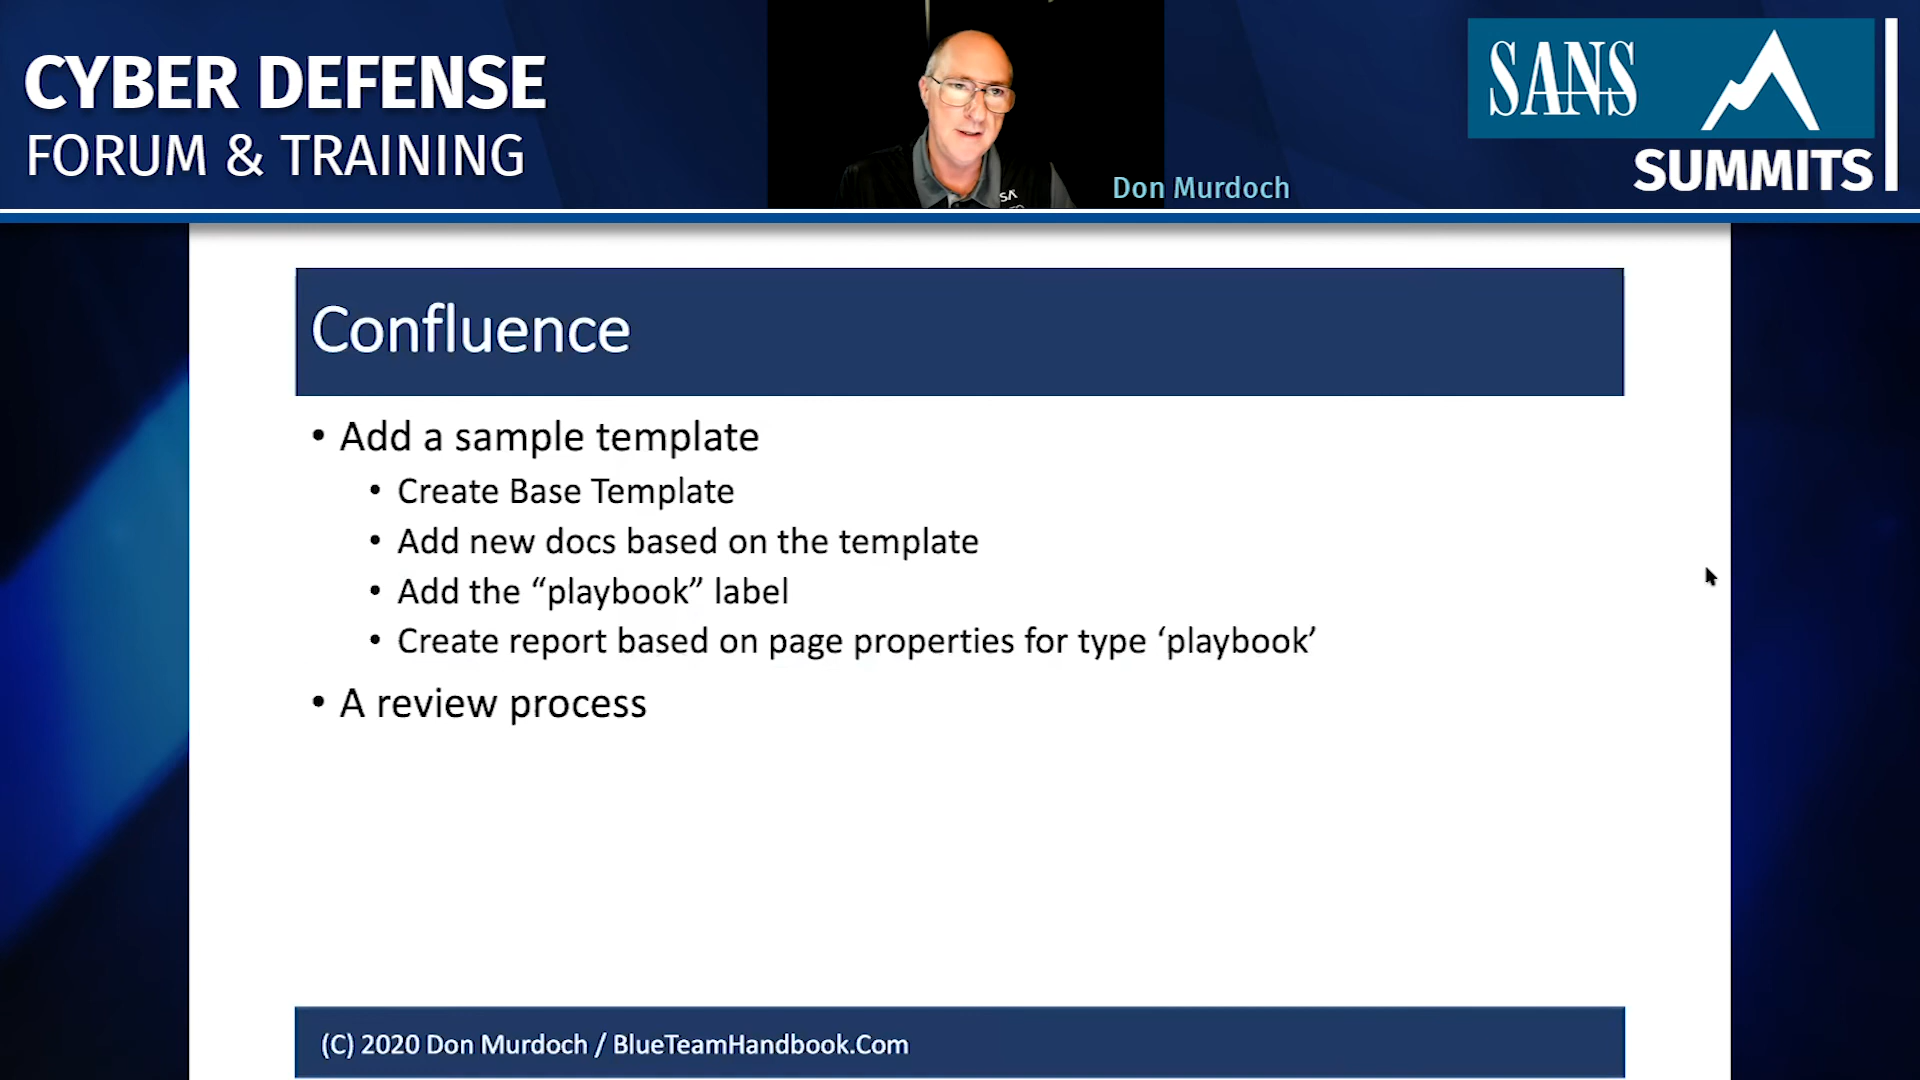 CYBER DEFENSE
FORUM & TRAINING
Don Murdoch
SANS
SUMMITS
Confluence
• Add a sample template
• Create Base Template
• Add new docs based on the template
• Add the “playbook” label
• Create report based on page properties for type ‘playbook’
• A review process
(C) 2020 Don Murdoch / BlueTeamHandbook.Com